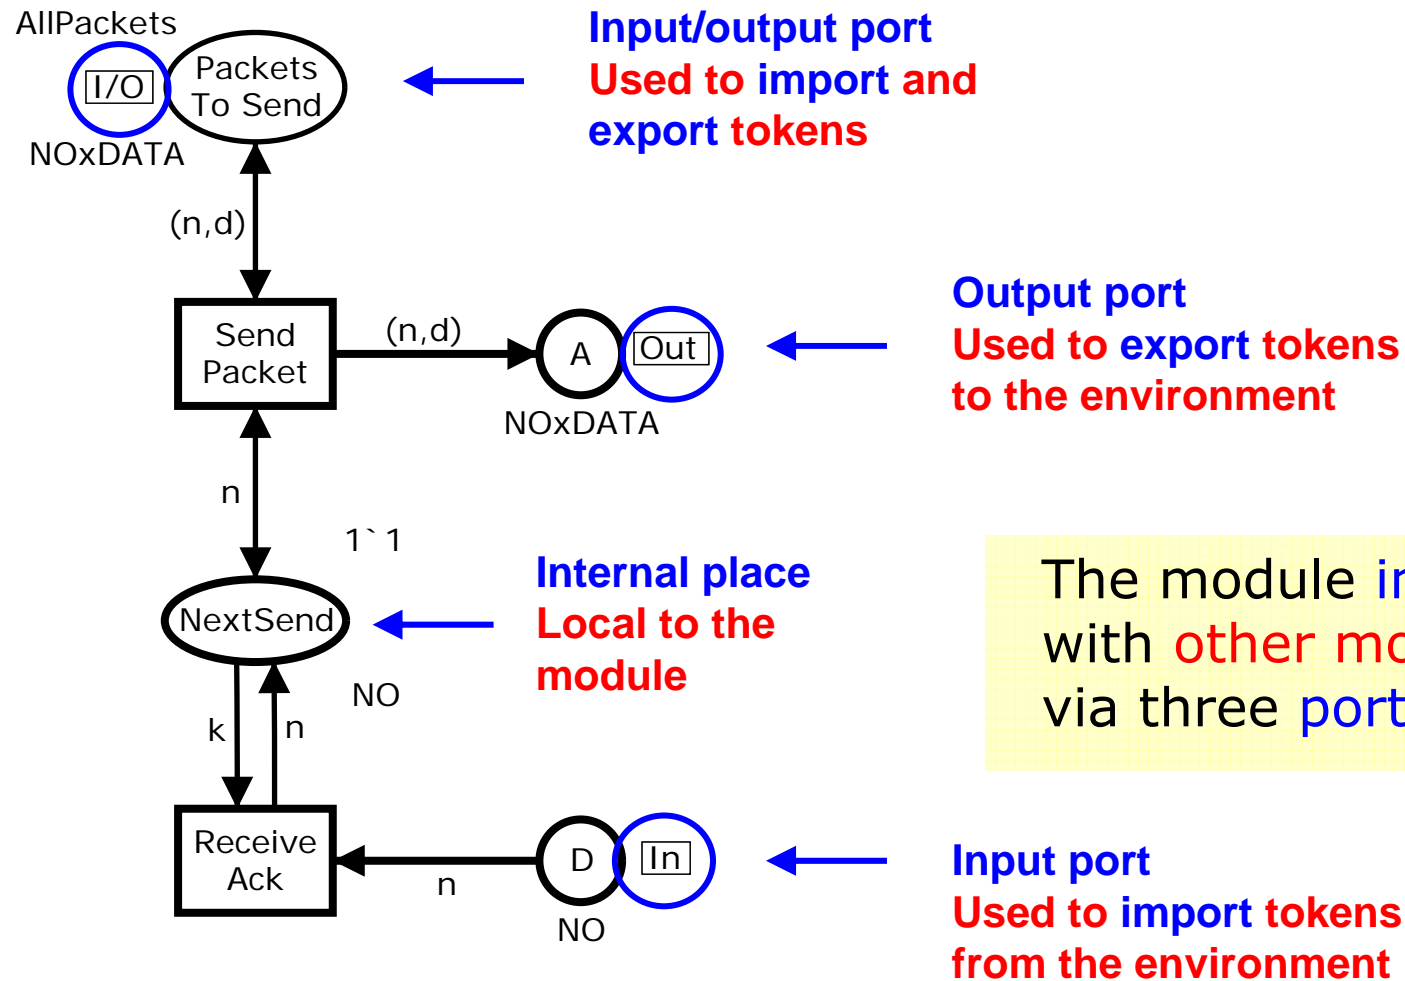 AllPackets
I/O
Packets
To Send
NOxDATA
Input/output port
Used to import and
export tokens
(n,d)
Send
Packet
(n,d)
A
Out
NOxDATA
Output port
Used to export tokens
to the environment
n
1`1
NextSend
NO
Internal place
Local to the
module
The module
with other
via three port
k
n
Receive
Ack
n
D
In
NO
Input port
Used to import tokens
from the environment